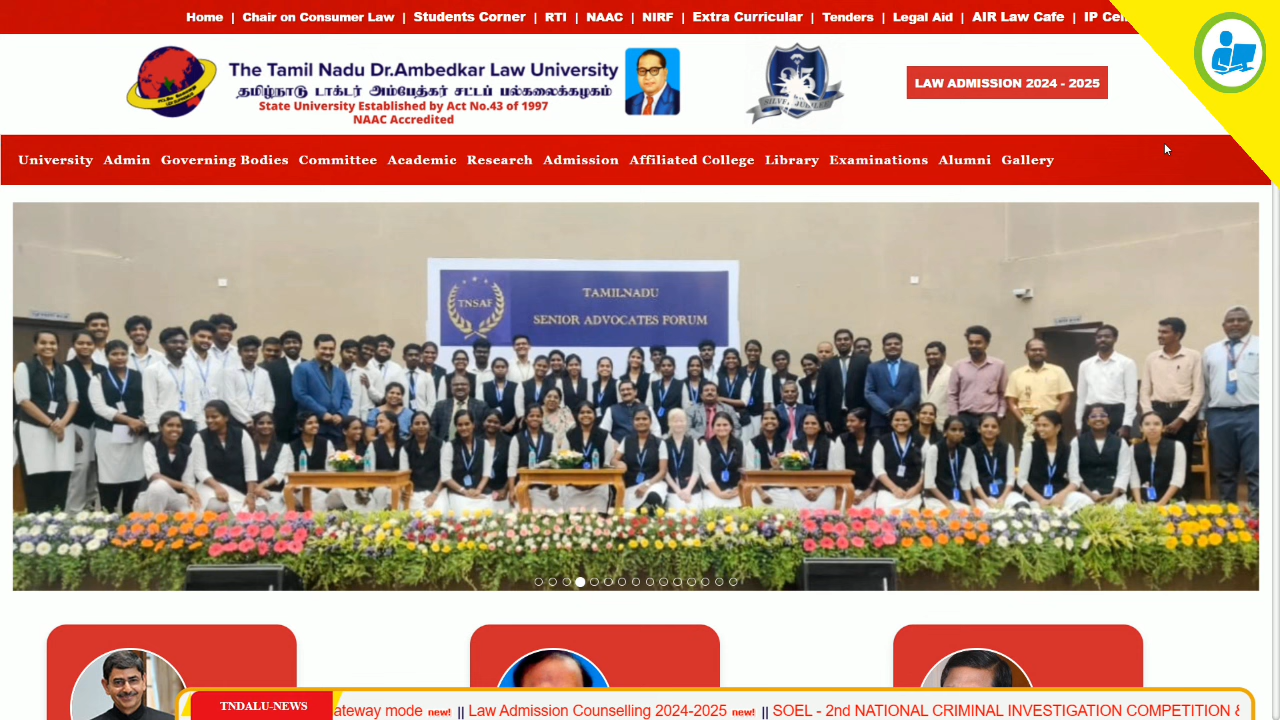 Home | Chair on Consumer Law | Students Corner | RTI | NAAC | NIRF | Extra Curricular | Tenders | Legal Aid | AIR Law Cafe | IP
The Tamil Nadu Dr.Ambedkar Law University
தமிழ்நாடு டாக்டர் அம்பேத்கர் சட்டப் பல்கலைக்கழகம்
State University Established by Act No.43 of 1997
NAAC Accredited
25
SILVER JUBILEE
LAW ADMISSION 2024 - 2025
University Admin Governing Bodies Committee Academic Research Admission Affiliated College Library Examinations Alumni Gallery
TNSAF
TAMILNADU
SENIOR ADVOCATES FORUM
TNDALU-NEWS
ateway mode new! || Law Admission Counselling 2024-2025 new! || SOEL - 2nd NATIONAL CRIMINAL INVESTIGATION COMPETITION &